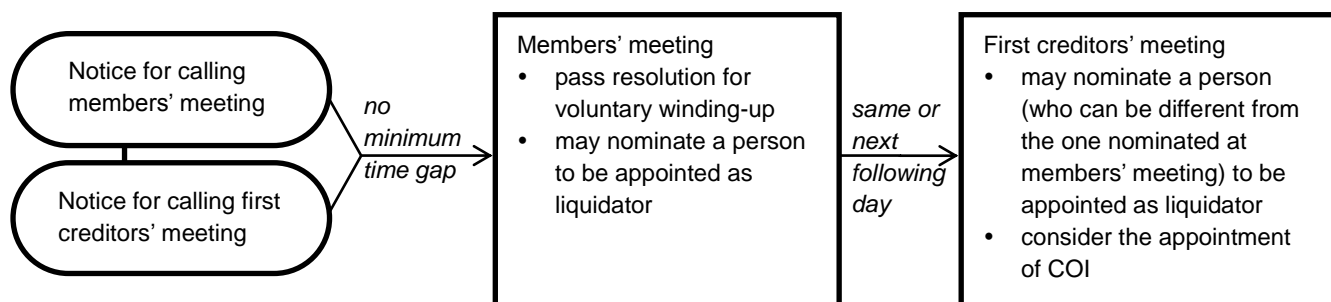 Notice for calling
members’ meeting
Notice for calling first
creditors’ meeting
no
minimum
time gap
Members’ meeting
• pass resolution for
voluntary winding-up
• may nominate a person
to be appointed as
liquidator
same or
next
following
day
First creditors’ meeting
• may nominate a person
(who can be different from
the one nominated at
members’ meeting) to be
appointed as liquidator
• consider the appointment
of COI